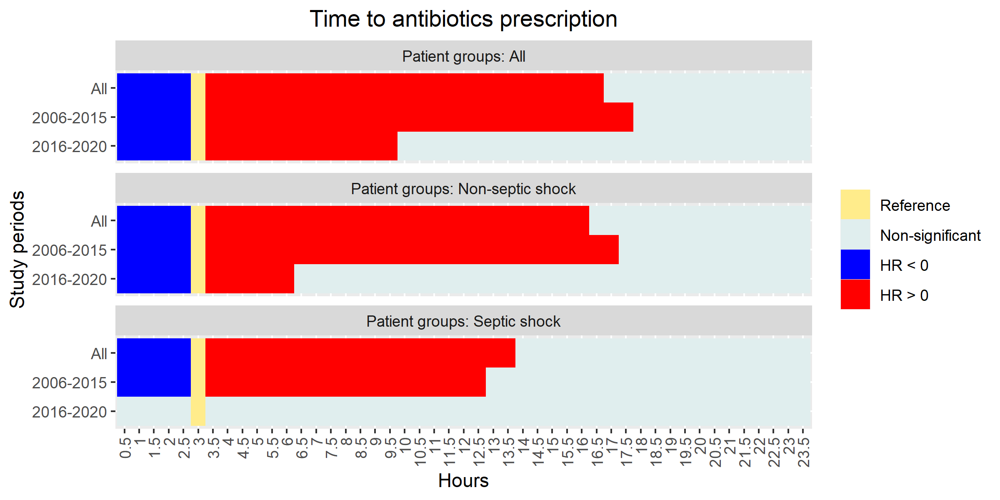 Time to antibiotics prescription
Patient groups: All
All
2006-2015
2016-2020
Patient groups: Non-septic shock
All
2006-2015
2016-2020
Patient groups: Septic shock
All
2006-2015
2016-2020
Study periods
0.5 1 1.5 2 2.5 3 3.5 4 4.5 5 5.5 6 6.5 7 7.5 8 8.5 9 9.5 10 10.5 11 11.5 12 12.5 13 13.5 14 14.5 15 15.5 16 16.5 17 17.5 18 18.5 19 19.5 20 20.5 21 21.5 22 22.5 23 23.5
Hours
Reference
Non-significant
HR < 0
HR > 0